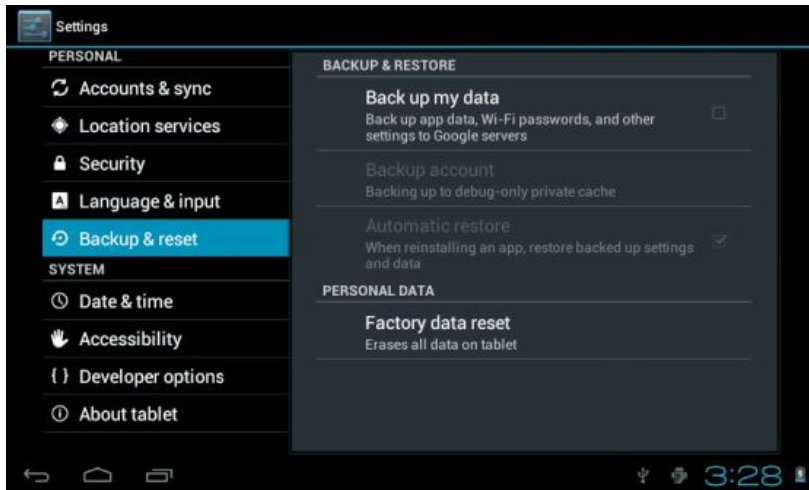 Settings
PERSONAL
Accounts & sync
Location services
Security
Language & input
Backup & reset
SYSTEM
Date & time
Accessibility
{ } Developer options
About tablet
BACKUP & RESTORE
Back up my data
Back up app data, Wi-Fi passwords, and other
settings to Google servers
Backup account
Backing up to debug-only private cache
Automatic restore
When reinstalling an app, restore backed up settings
and data
PERSONAL DATA
Factory data reset
Erases all data on tablet
3:28